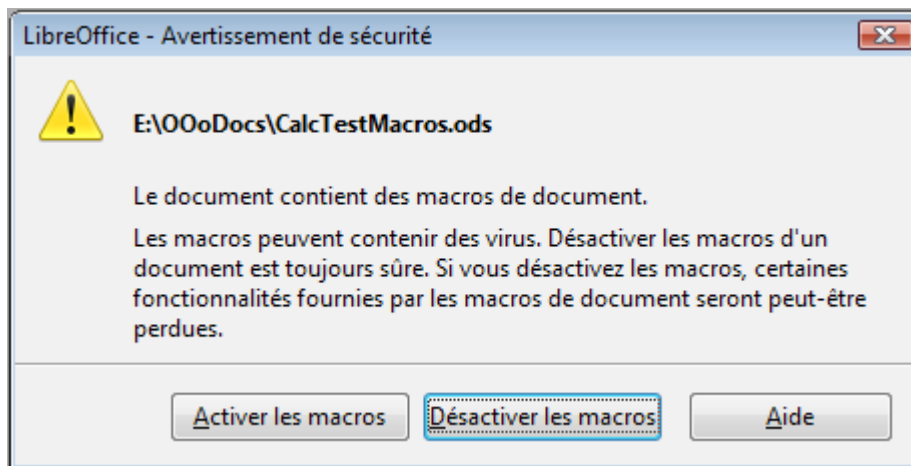 LibreOffice - Avertissement de sécurité
E:\OOoDocs\CalcTestMacros.ods
Le document contient des macros de document.
Les macros peuvent contenir des virus. Désactiver les macros d'un
document est toujours sûre. Si vous désactivez les macros, certaines
fonctionnalités fournies par les macros de document seront peut-être
perdues.
Activer les macros Désactiver les macros Aide